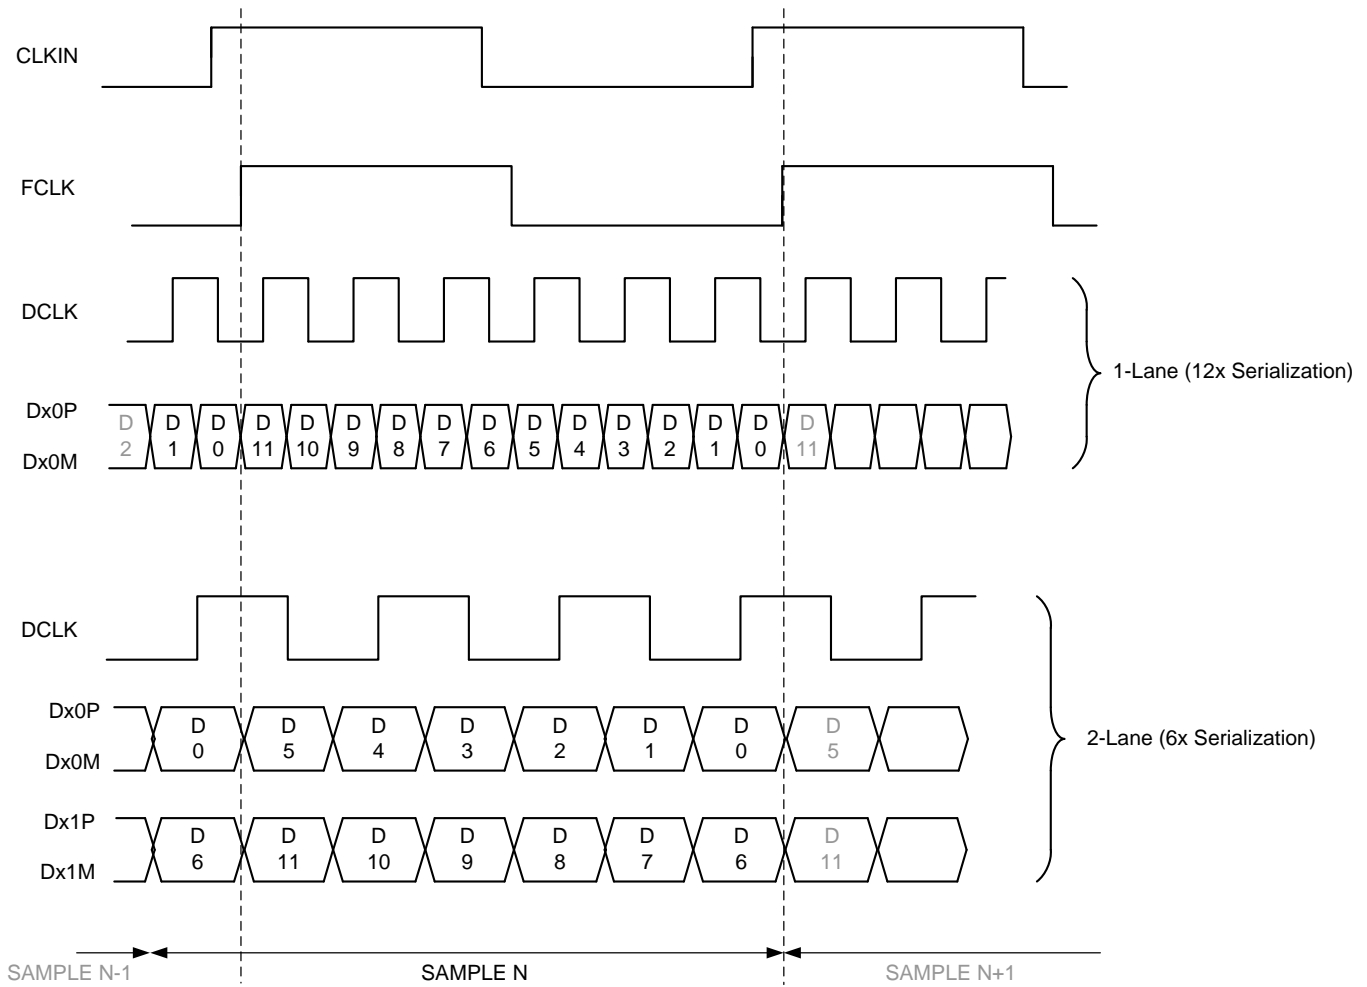 CLKIN
FCLK
DCLK
1-Lane (12x Serialization)
Dx0P
D D D D D D D D D D D D D D D D
2 1 0 11 10 9 8 7 6 5 4 3 2 1 0 11
Dx0M
DCLK
Dx0P
D D D D D D D D
0 5 4 3 2 1 0 5
Dx0M
2-Lane (6x Serialization)
Dx1P
D D D D D D D D
6 11 10 9 8 7 6 11
Dx1M
SAMPLE N-1 SAMPLE N SAMPLE N+1